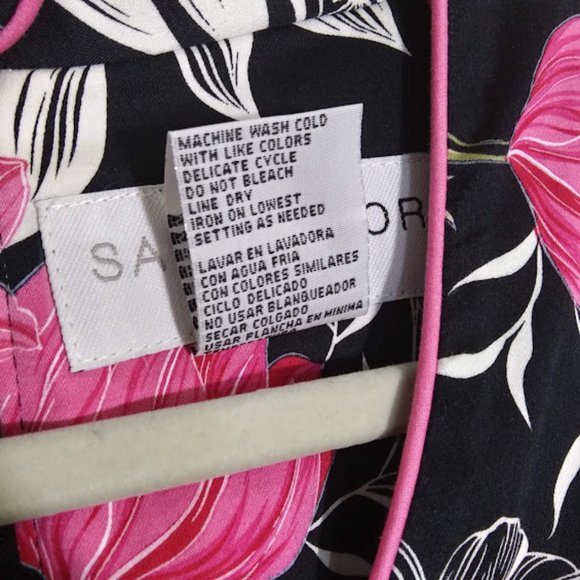 MACHINE WASH COLD
WITH LIKE COLORS
DELICATE CYCLE
DO NOT BLEACH
LINE DRY
IRON ON LOWEST
SETTING AS NEEDED
LAVAR EN LAVADORA
CON AGUA FRIA
CON COLORES SIMILARES
CICLO DELICADO
NO USAR BLANQUEADOR
SECAR COLGADO
USAR PLANCHA EN MINIMA